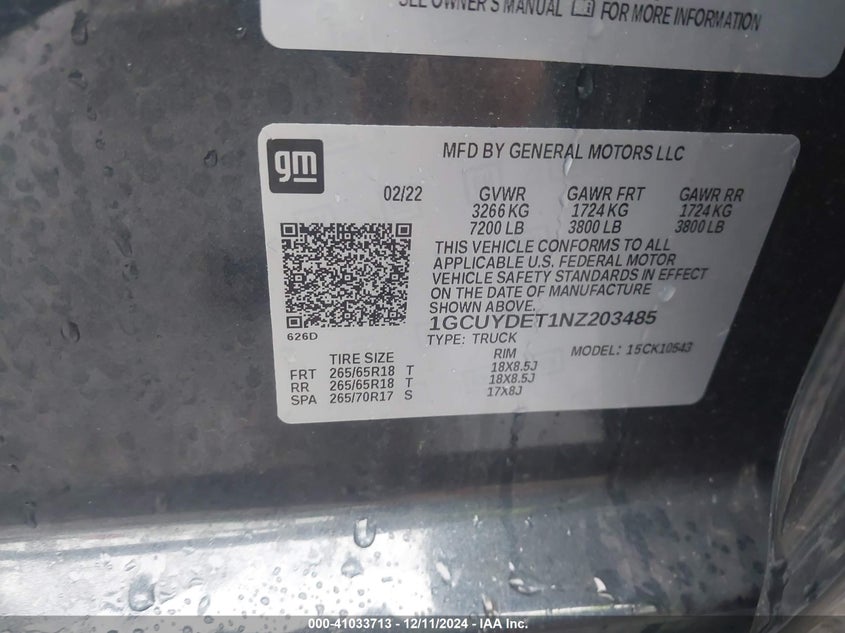 SEE OWNER'S MANUAL FOR MORE INFORMATION
gm
MFD BY GENERAL MOTORS LLC
02/22 GVWR GAWR FRT GAWR RR
3266 KG 1724 KG 1724 KG
7200 LB 3800 LB 3800 LB
THIS VEHICLE CONFORMS TO ALL
APPLICABLE U.S. FEDERAL MOTOR
VEHICLE SAFETY STANDARDS IN EFFECT
ON THE DATE OF MANUFACTURE
SHOWN ABOVE.
1GCUYDET1NZ203485
626D
TYPE: TRUCK MODEL: 15CK10543
TIRE SIZE RIM
FRT 265/65R18 T 18X8.5J
RR 265/65R18 T 18X8.5J
SPA 265/70R17 S 17X8J
000-41033713 - 12/11/2024 - IAA Inc.